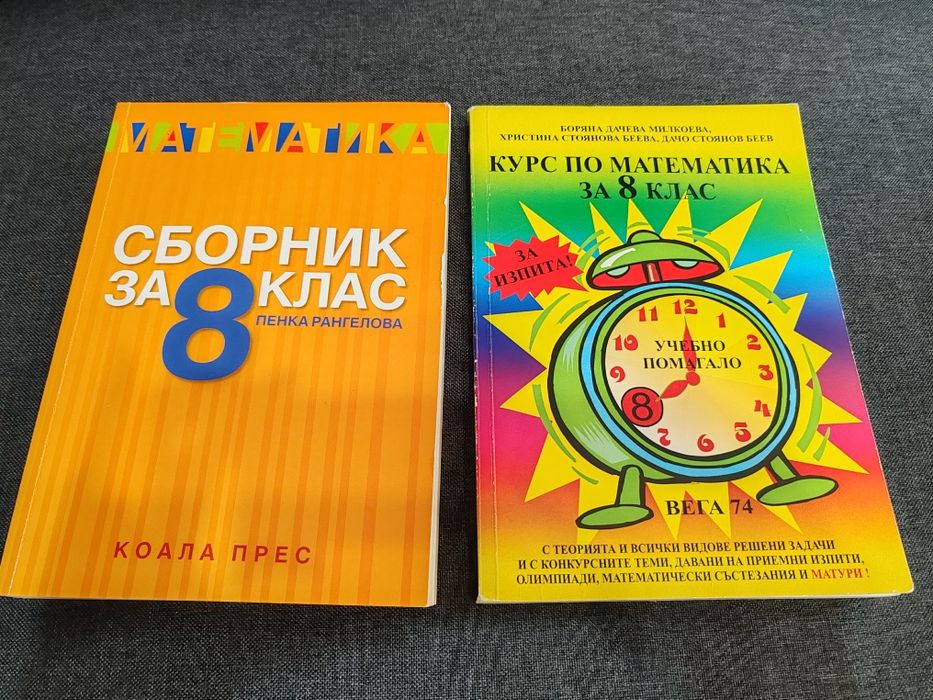 МАТЕМАТИКА
СБОРНИК
ЗА 8 КЛАС
ПЕНКА РАНГЕЛОВА
КОАЛА ПРЕС
БОРЯНА ДАЧЕВА МИЛКОЕВА,
ХРИСТИНА СТОЯНОВА БЕЕВА, ДАЧО СТОЯНОВ БЕЕВ
КУРС ПО МАТЕМАТИКА
ЗА 8 КЛАС
ЗА
ИЗПИТА!
11 12 1
10 2
УЧЕБНО
ПОМАГАЛО
9 3
8 4
7 6 5
ВЕГА 74
С ТЕОРИЯТА И ВСИЧКИ ВИДОВЕ РЕШЕНИ ЗАДАЧИ
И С КОНКУРСНИТЕ ТЕМИ, ДАВАНИ НА ПРИЕМНИ ИЗПИТИ,
ОЛИМПИАДИ, МАТЕМАТИЧЕСКИ СЪСТЕЗАНИЯ И МАТУРИ!